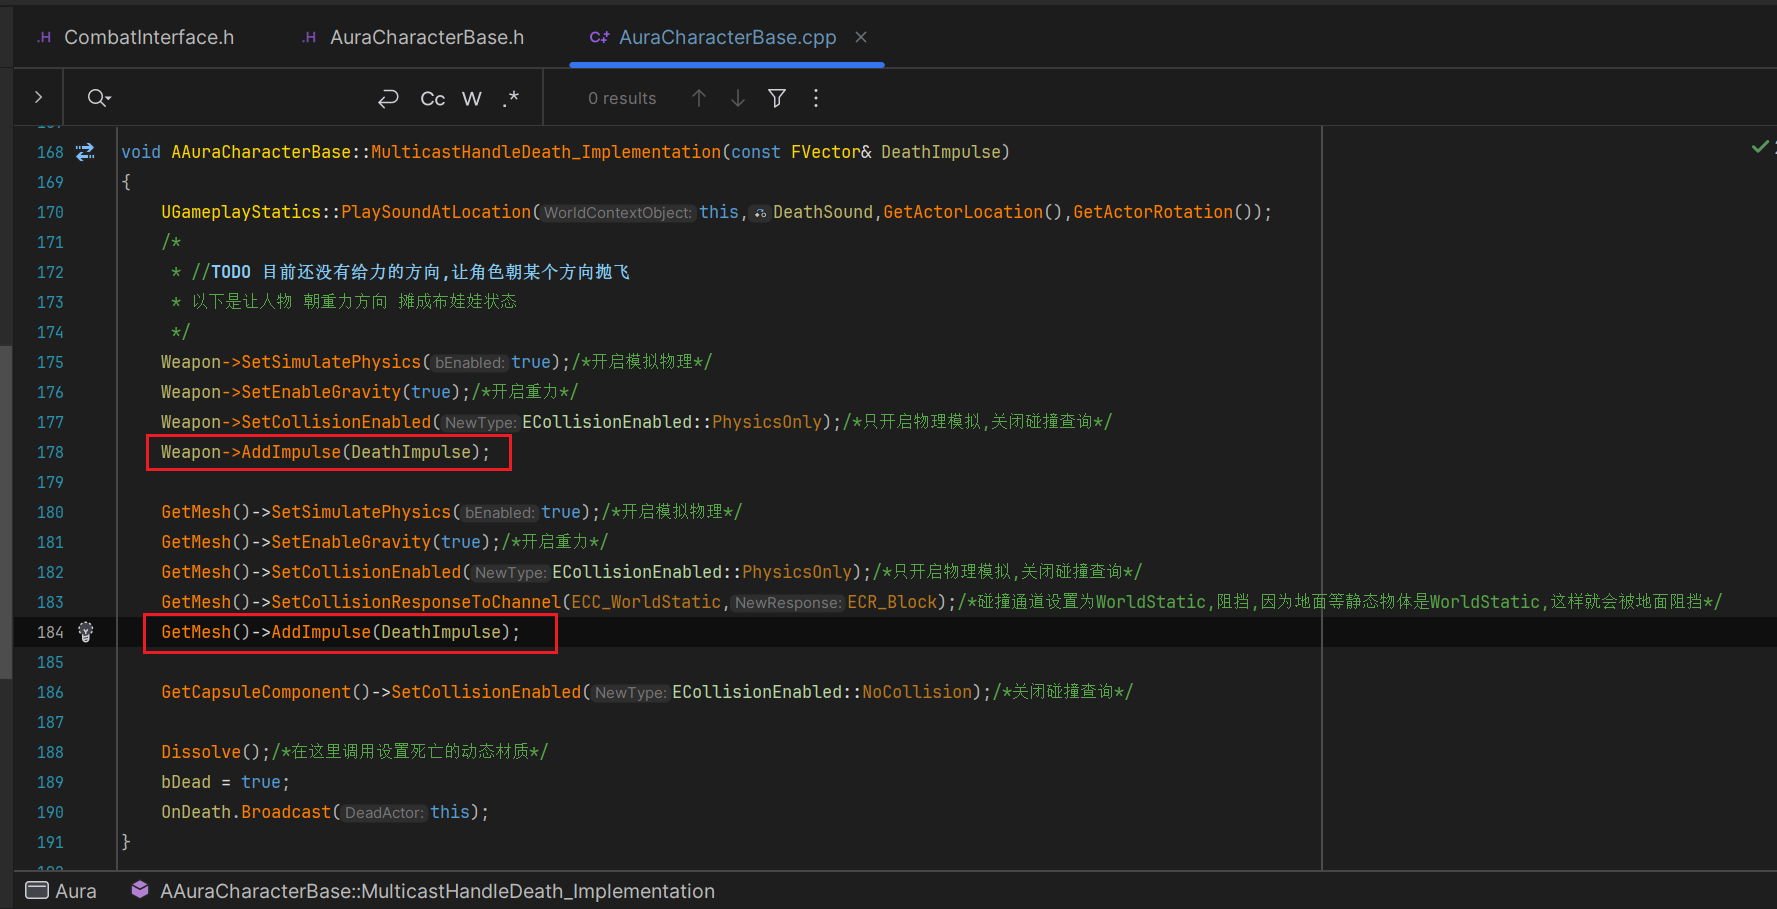 .H CombatInterface.h .H AuraCharacterBase.h C++ AuraCharacterBase.cpp
Cc W .* 0 results
168 void AAuraCharacterBase::MulticastHandleDeath_Implementation(const FVector& DeathImpulse)
169 {
170 UGameplayStatics::PlaySoundAtLocation( WorldContextObject: this, DeathSound,GetActorLocation(),GetActorRotation());
171 /*
172 * //TODO 目前还没有给力的方向,让角色朝某个方向抛飞
173 * 以下是让人物 朝重力方向 摊成布娃娃状态
174 */
175 Weapon->SetSimulatePhysics( bEnabled: true);/*开启模拟物理*/
176 Weapon->SetEnableGravity(true);/*开启重力*/
177 Weapon->SetCollisionEnabled( NewType: ECollisionEnabled::PhysicsOnly);/*只开启物理模拟,关闭碰撞查询*/
178 Weapon->AddImpulse(DeathImpulse);
179
180 GetMesh()->SetSimulatePhysics( bEnabled: true);/*开启模拟物理*/
181 GetMesh()->SetEnableGravity(true);/*开启重力*/
182 GetMesh()->SetCollisionEnabled( NewType: ECollisionEnabled::PhysicsOnly);/*只开启物理模拟,关闭碰撞查询*/
183 GetMesh()->SetCollisionResponseToChannel(ECC_WorldStatic, NewResponse: ECR_Block);/*碰撞通道设置为WorldStatic,阻挡,因为地面等静态物体是WorldStatic,这样就会被地面阻挡*/
184 GetMesh()->AddImpulse(DeathImpulse);
185
186 GetCapsuleComponent()->SetCollisionEnabled( NewType: ECollisionEnabled::NoCollision);/*关闭碰撞查询*/
187
188 Dissolve();/*在这里调用设置死亡的动态材质*/
189 bDead = true;
190 OnDeath.Broadcast( DeadActor: this);
191 }
Aura AAuraCharacterBase::MulticastHandleDeath_Implementation